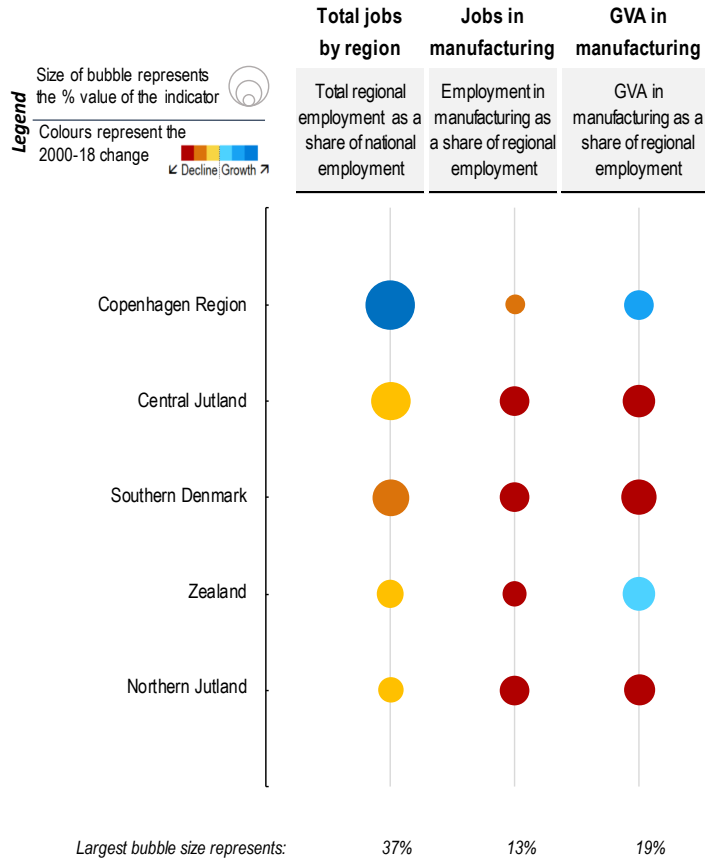 Legend
Size of bubble represents
the % value of the indicator
Colours represent the
2000-18 change
↙ Decline Growth ↗
Total jobs
by region
Jobs in
manufacturing
GVA in
manufacturing
Total regional
employment as a
share of national
employment
Employment in
manufacturing as
a share of regional
employment
GVA in
manufacturing as a
share of regional
employment
Copenhagen Region
Central Jutland
Southern Denmark
Zealand
Northern Jutland
Largest bubble size represents: 37% 13% 19%